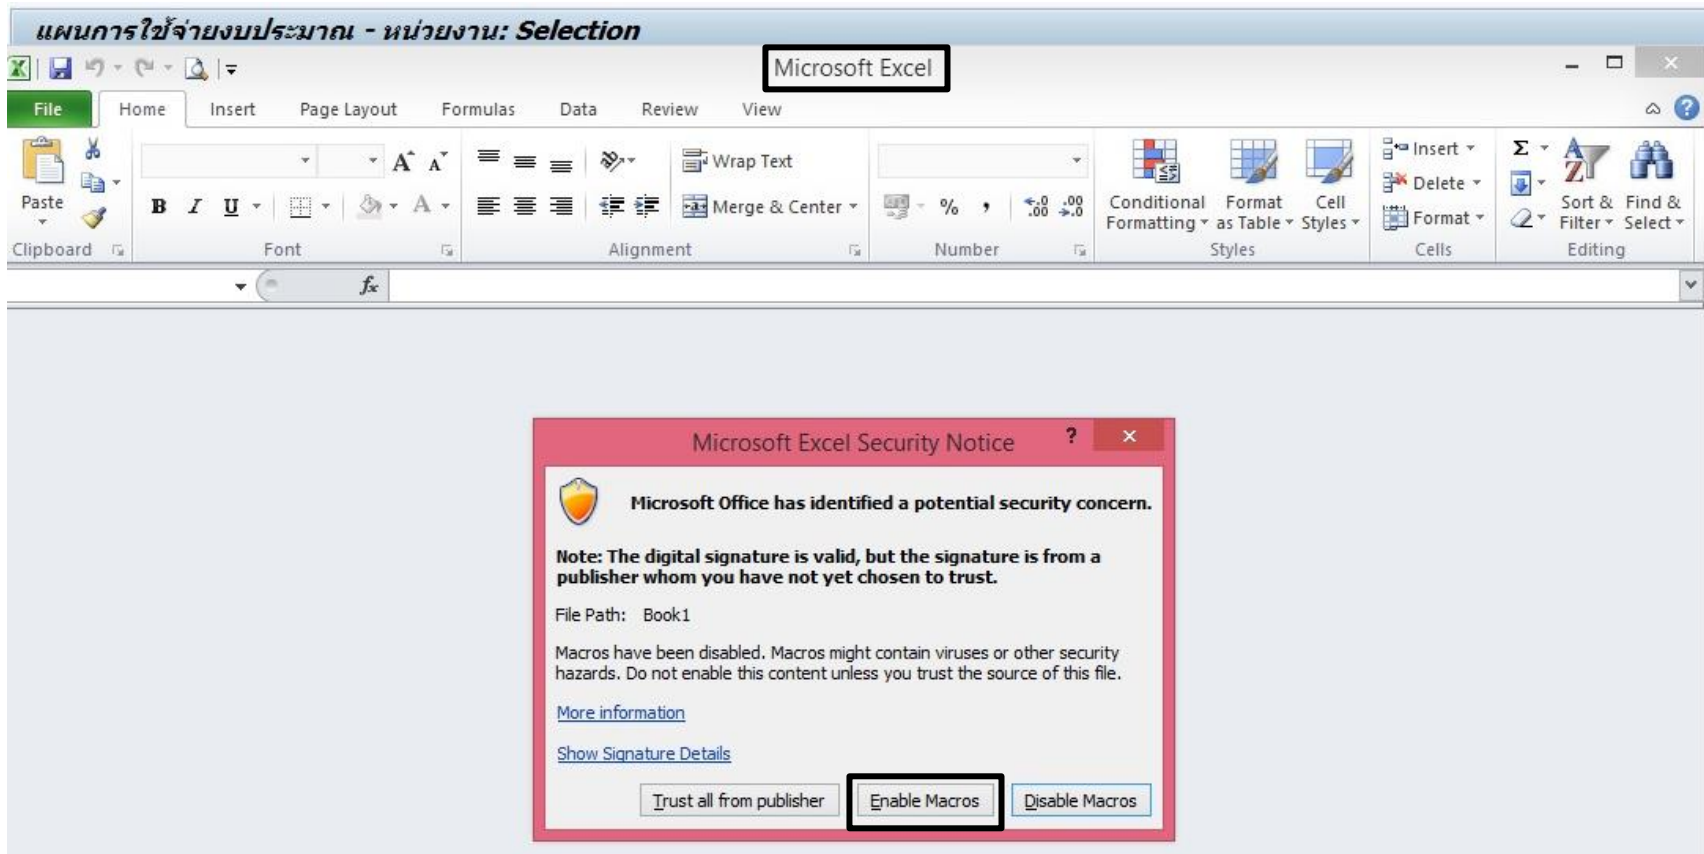 แผนการใช้จ่ายงบประมาณ - หน่วยงาน: Selection
Microsoft Excel
File Home Insert Page Layout Formulas Data Review View
Paste
Clipboard
A A
B I U A
Font
Wrap Text
Merge & Center
Alignment
% , .0 .00 .00 .0
Number
Conditional Formatting
Format as Table
Cell Styles
Styles
Insert
Delete
Format
Cells
Σ
Sort & Filter
Find & Select
Editing
fx
Microsoft Excel Security Notice ?
Microsoft Office has identified a potential security concern.
Note: The digital signature is valid, but the signature is from a
publisher whom you have not yet chosen to trust.
File Path: Book1
Macros have been disabled. Macros might contain viruses or other security
hazards. Do not enable this content unless you trust the source of this file.
More information
Show Signature Details
Trust all from publisher Enable Macros Disable Macros